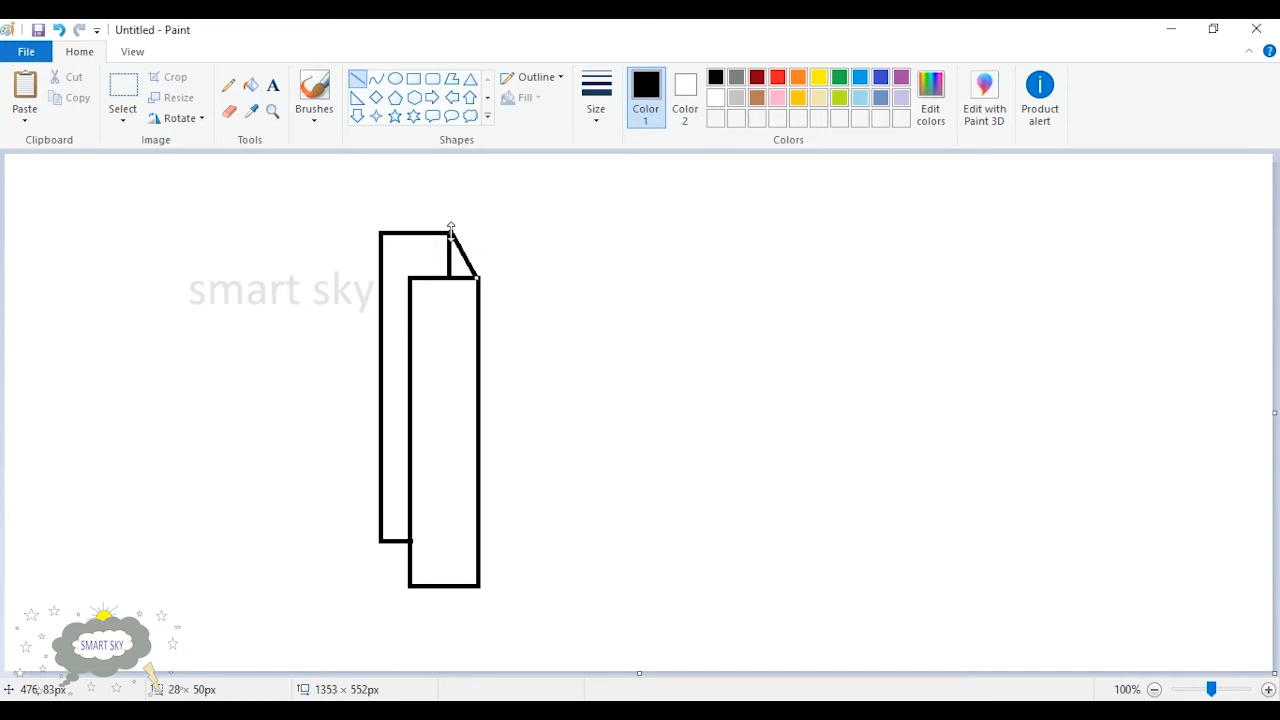 Untitled - Paint
File Home View
Paste
Cut
Copy
Clipboard
Select
Crop
Resize
Rotate
Image
A
Tools
Brushes
Outline
Fill
Shapes
Size
Color 1
Color 2
Edit colors
Colors
Edit with Paint 3D
Product alert
smart sky
SMART SKY
476, 83px
28 × 50px
1353 × 552px
100%